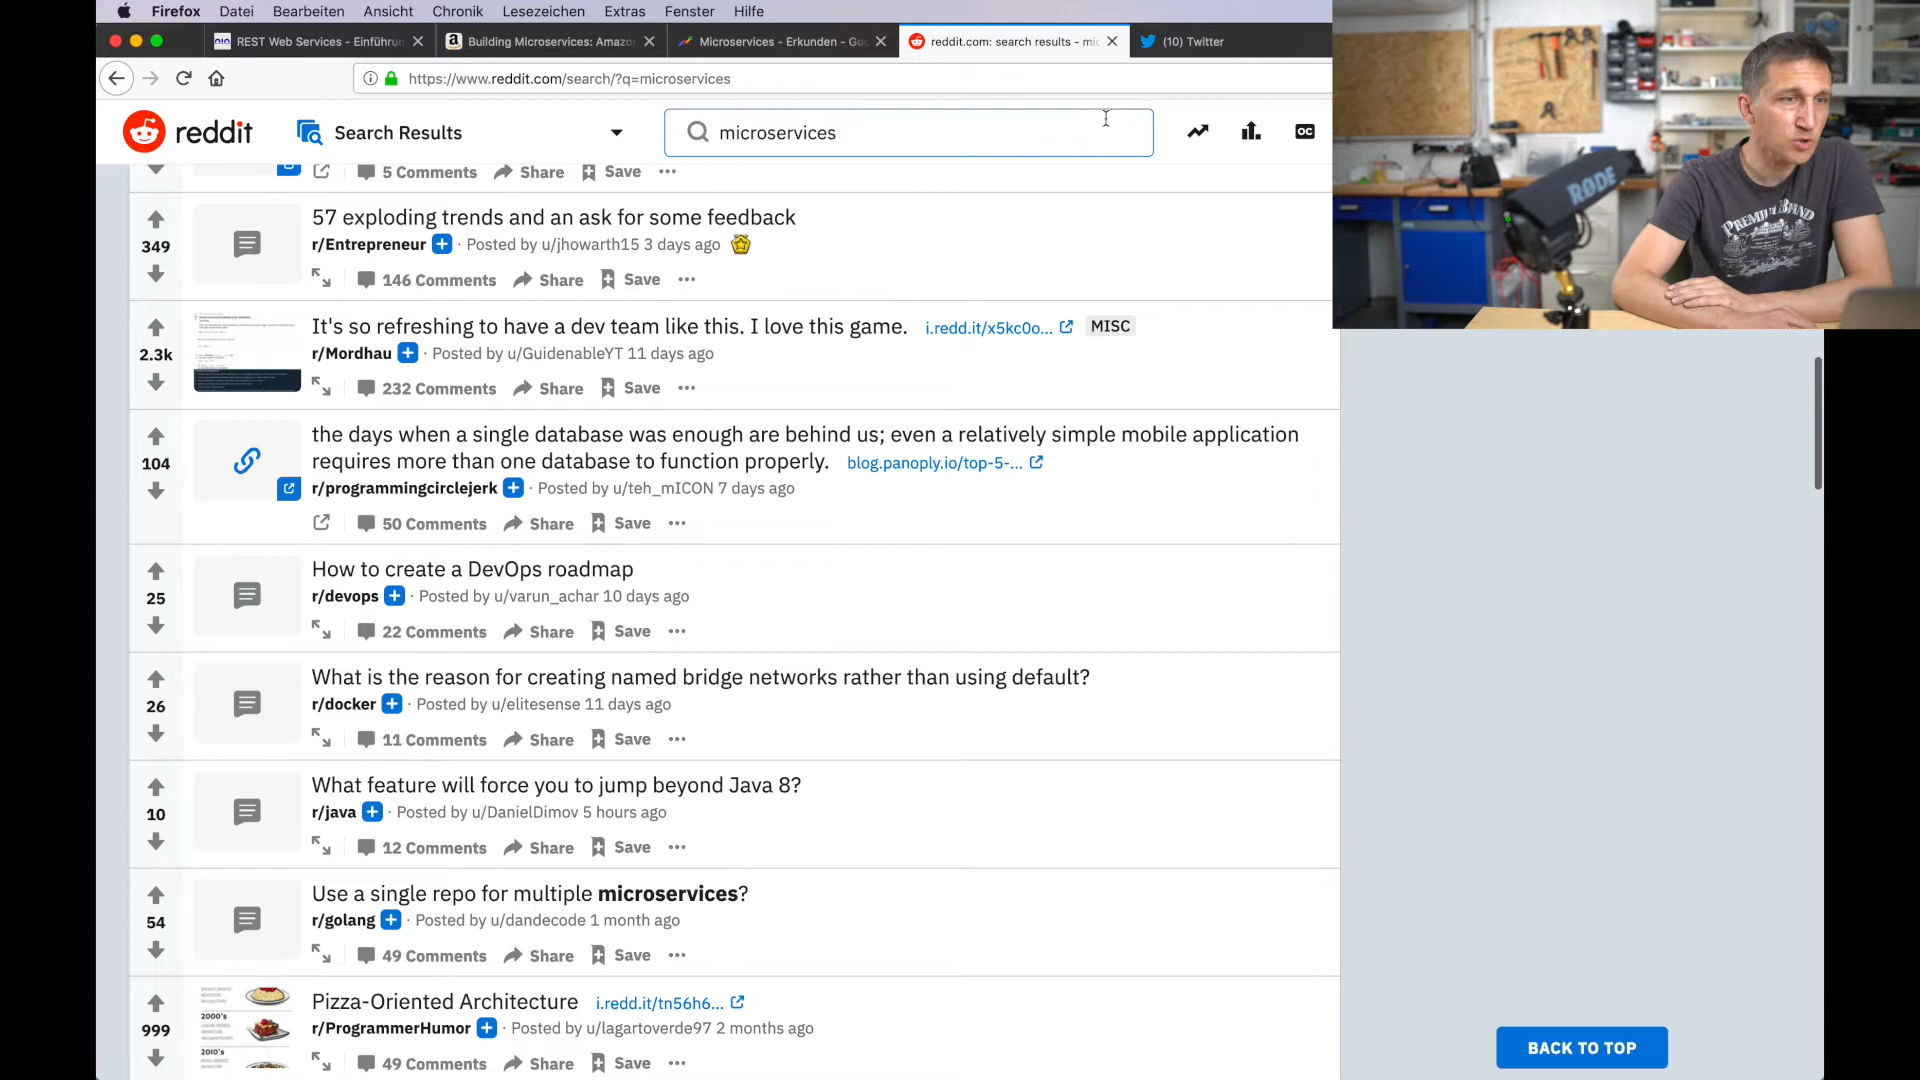 Firefox Datei Bearbeiten Ansicht Chronik Lesezeichen Extras Fenster Hilfe
REST Web Services - Einführun
Building Microservices: Amazo
Microservices - Erkunden - Goo
reddit.com: search results - mic
(10) Twitter
https://www.reddit.com/search/?q=microservices
reddit
Search Results
microservices
OC
5 Comments Share Save
57 exploding trends and an ask for some feedback
349
r/Entrepreneur · Posted by u/jhowarth15 3 days ago
146 Comments Share Save
It's so refreshing to have a dev team like this. I love this game. i.redd.it/x5kc0o... MISC
2.3k
r/Mordhau · Posted by u/GuidenableYT 11 days ago
232 Comments Share Save
the days when a single database was enough are behind us; even a relatively simple mobile application
requires more than one database to function properly. blog.panoply.io/top-5-...
104
r/programmingcirclejerk · Posted by u/teh_mICON 7 days ago
50 Comments Share Save
How to create a DevOps roadmap
25
r/devops · Posted by u/varun_achar 10 days ago
22 Comments Share Save
What is the reason for creating named bridge networks rather than using default?
26
r/docker · Posted by u/elitesense 11 days ago
11 Comments Share Save
What feature will force you to jump beyond Java 8?
10
r/java · Posted by u/DanielDimov 5 hours ago
12 Comments Share Save
Use a single repo for multiple microservices?
54
r/golang · Posted by u/dandecode 1 month ago
49 Comments Share Save
Pizza-Oriented Architecture i.redd.it/tn56h6...
2000's
999
r/ProgrammerHumor · Posted by u/lagartoverde97 2 months ago
2010's
49 Comments Share Save
BACK TO TOP
RØDE